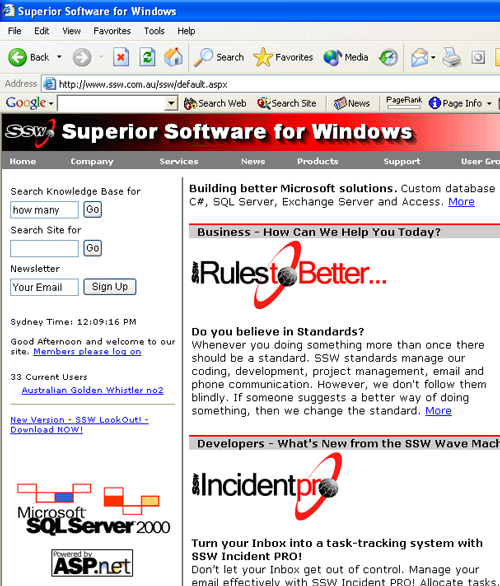 Superior Software for Windows
File Edit View Favorites Tools Help
Back Search Favorites Media
Address http://www.ssw.com.au/ssw/default.aspx
Google Search Web Search Site News PageRank Page Info
SSW Superior Software for Windows
Home Company Services News Products Support User Gro
Search Knowledge Base for
how many Go
Search Site for
Go
Newsletter
Your Email Sign Up
Sydney Time: 12:09:16 PM
Good Afternoon and welcome to our
site. Members please log on
33 Current Users
Australian Golden Whistler no2
New Version - SSW LookOut! -
Download NOW!
Microsoft
SQL Server 2000
Powered by
ASP.net
Building better Microsoft solutions. Custom database
C#, SQL Server, Exchange Server and Access. More
Business - How Can We Help You Today?
SSW RulestoBetter...
Do you believe in Standards?
Whenever you doing something more than once there
should be a standard. SSW standards manage our
coding, development, project management, email and
phone communication. However, we don't follow them
blindly. If someone suggests a better way of doing
something, then we change the standard. More
Developers - What's New from the SSW Wave Mach
SSW Incidentpro
Turn your Inbox into a task-tracking system with
SSW Incident PRO!
Don't let your Inbox get out of control. Manage your
email effectively with SSW Incident PRO! Allocate tasks,